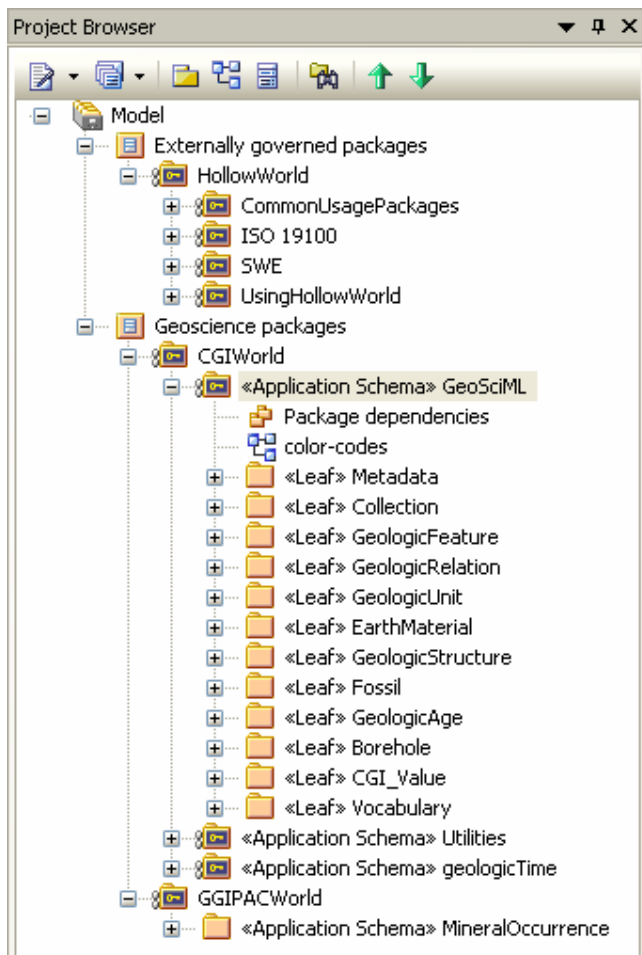 Project Browser
Model
Externally governed packages
HollowWorld
CommonUsagePackages
ISO 19100
SWE
UsingHollowWorld
Geoscience packages
CGIWorld
«Application Schema» GeoSciML
Package dependencies
color-codes
«Leaf» Metadata
«Leaf» Collection
«Leaf» GeologicFeature
«Leaf» GeologicRelation
«Leaf» GeologicUnit
«Leaf» EarthMaterial
«Leaf» GeologicStructure
«Leaf» Fossil
«Leaf» GeologicAge
«Leaf» Borehole
«Leaf» CGI_Value
«Leaf» Vocabulary
«Application Schema» Utilities
«Application Schema» geologicTime
GGIPACWorld
«Application Schema» MineralOccurrence